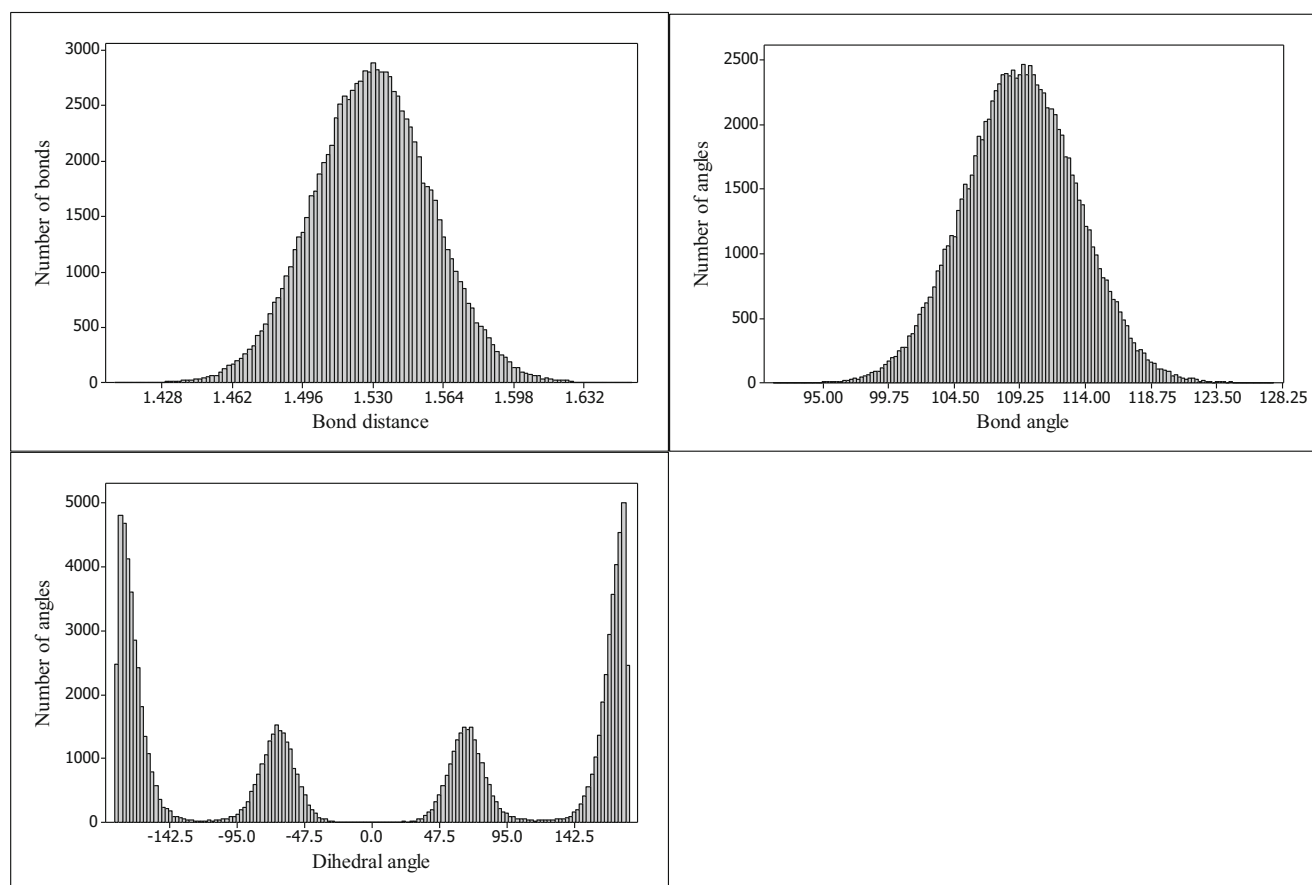 Number of bonds
3000
2500
2000
1500
1000
500
0
1.428 1.462 1.496 1.530 1.564 1.598 1.632
Bond distance
Number of angles
2500
2000
1500
1000
500
0
95.00 99.75 104.50 109.25 114.00 118.75 123.50 128.25
Bond angle
Number of angles
5000
4000
3000
2000
1000
0
-142.5 -95.0 -47.5 0.0 47.5 95.0 142.5
Dihedral angle